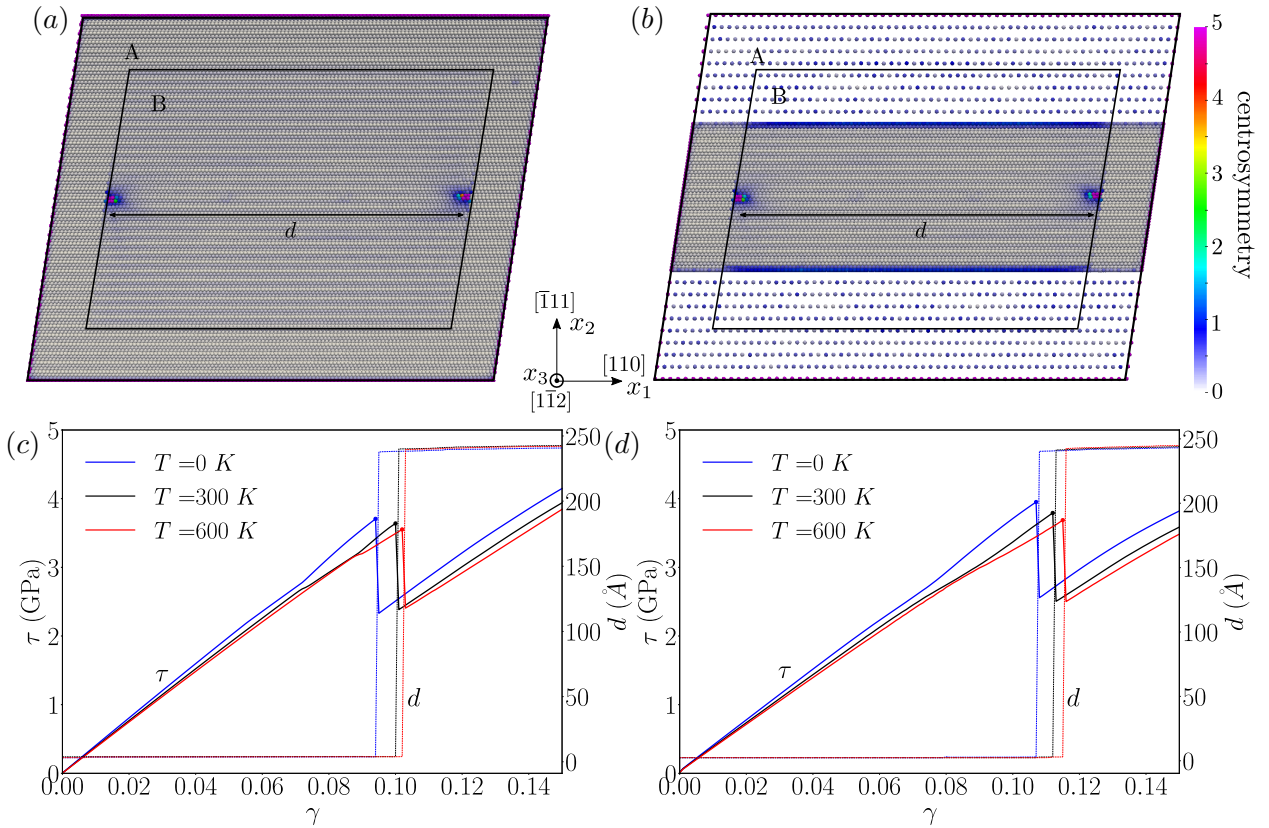 (a)
A
B
d
(b)
A
B
d
5
4
3
2
1
0
centrosymmetry
[1̄11]
x₂
[110]
x₃
x₁
[11̄2]
(c)
5
4
3
2
1
0
τ (GPa)
T =0 K
T =300 K
T =600 K
τ
d
250
200
150
100
50
0
d (Å)
0.00 0.02 0.04 0.06 0.08 0.10 0.12 0.14
γ
(d)
5
4
3
2
1
0
τ (GPa)
T =0 K
T =300 K
T =600 K
τ
d
250
200
150
100
50
0
d (Å)
0.00 0.02 0.04 0.06 0.08 0.10 0.12 0.14
γ